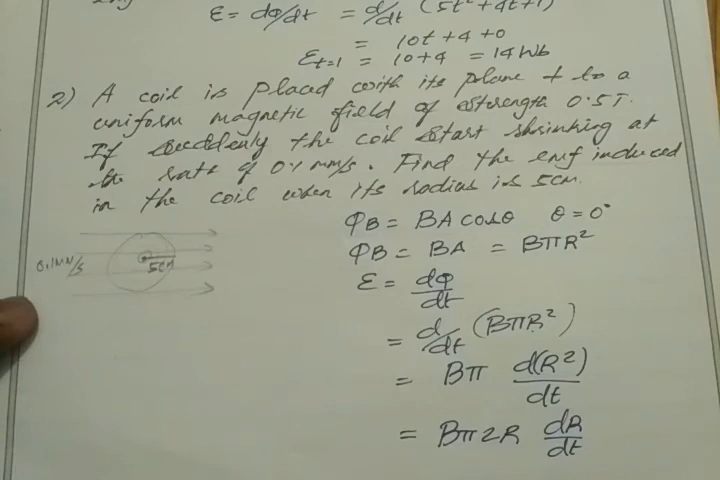 ε = dφ/dt = d/dt (5t² + 4t + 1)
= 10t + 4 + 0
εt=1 = 10 + 4 = 14 Wb
2) A coil is placed with its plane + to a
uniform magnetic field of strength 0.5T.
If suddenly the coil start shrinking at
the rate of 0.1 mm/s. Find the emf induced
in the coil when its radius is 5cm.
φB = BA cosθ θ = 0°
φB = BA = BπR²
0.1 MM/s
5cm
ε = dφ/dt
= d/dt (BπR²)
= Bπ d(R²)/dt
= Bπ2R dR/dt